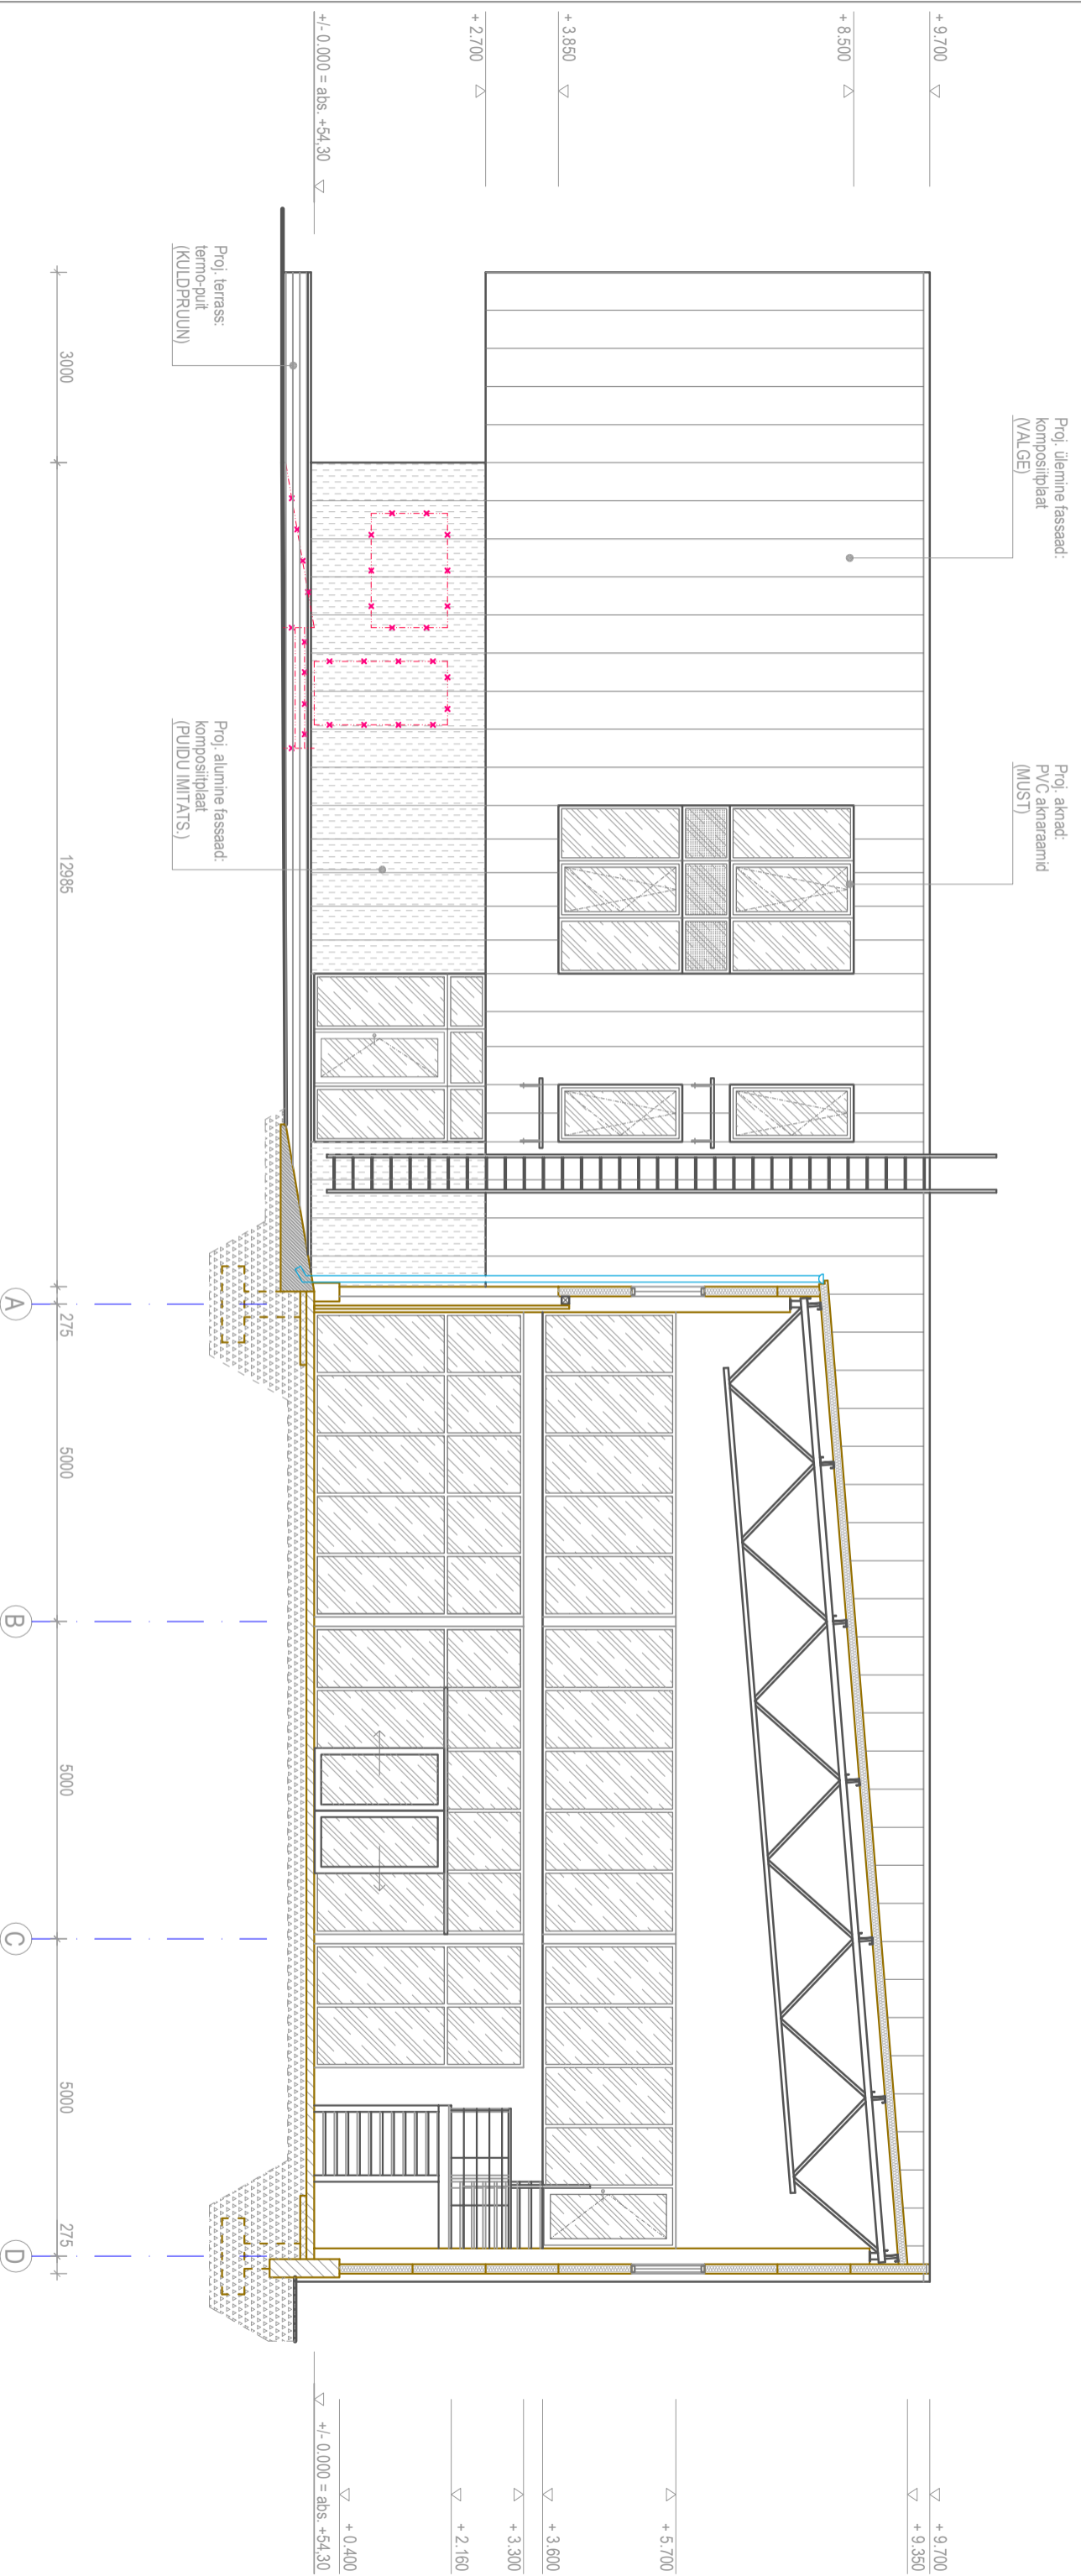 + 9.700
+ 8.500
+ 3.850
+ 2.700
+/- 0.000 = abs. +54,30
Proj. ülemine fassaad:
komposiitplaat
(VALGE)
Proj. aknad:
PVC aknaraamid
(MUST)
Proj. terrass:
termo-puit
(KULDPRUUN)
Proj. alumine fassaad:
komposiitplaat
(PUIDU IMITATS.)
3000
12985
275
5000
5000
5000
275
A
B
C
D
+ 9.700
+ 9.350
+ 5.700
+ 3.600
+ 3.300
+ 2.160
+ 0.400
+/- 0.000 = abs. +54,30